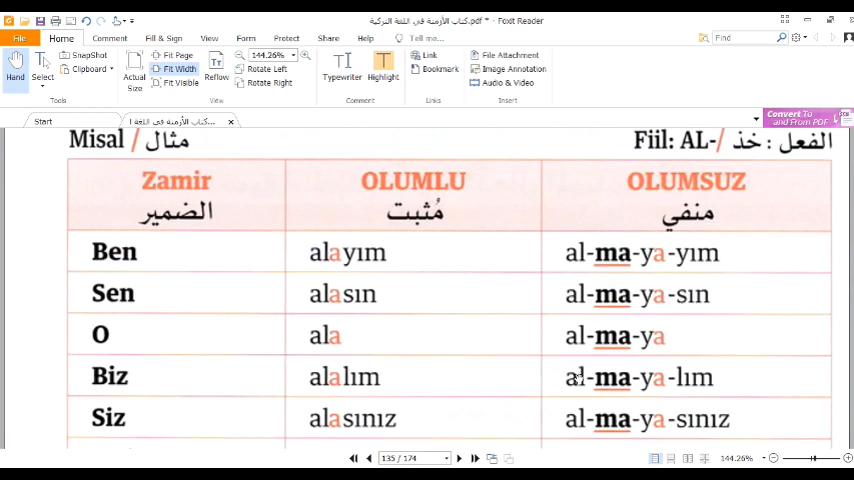 كتاب الأزمنة في اللغة التركية.pdf * - Foxit Reader
File Home Comment Fill & Sign View Form Protect Share Help Tell me... Find
Hand
Select
SnapShot
Clipboard
Actual Size
Fit Page
Fit Width
Fit Visible
Reflow
144.26%
Rotate Left
Rotate Right
Typewriter
Highlight
Link
Bookmark
File Attachment
Image Annotation
Audio & Video
Tools View Comment Links Insert
Start
كتاب الأزمنة في اللغة ا...
Convert To and From PDF
Misal / مثال
Fiil: AL-/ الفعل : خذ
Zamir OLUMLU OLUMSUZ
الضمير مُثبت منفي
Ben alayım al-ma-ya-yım
Sen alasın al-ma-ya-sın
O ala al-ma-ya
Biz alalım al-ma-ya-lım
Siz alasınız al-ma-ya-sınız
135 / 174
144.26%